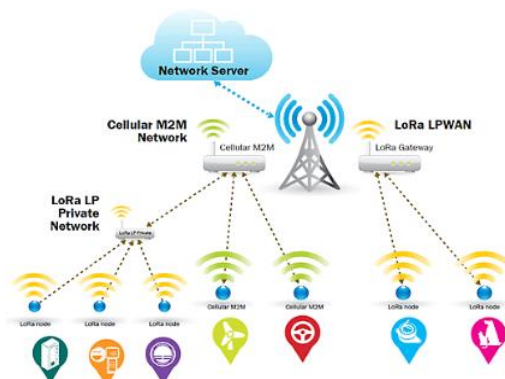 Network Server
Cellular M2M
Network
Cellular M2M
LoRa LPWAN
LoRa Gateway
LoRa LP
Private
Network
LoRa LP Private
LoRa node
LoRa node
LoRa node
Cellular M2M
Cellular M2M
LoRa node
LoRa node